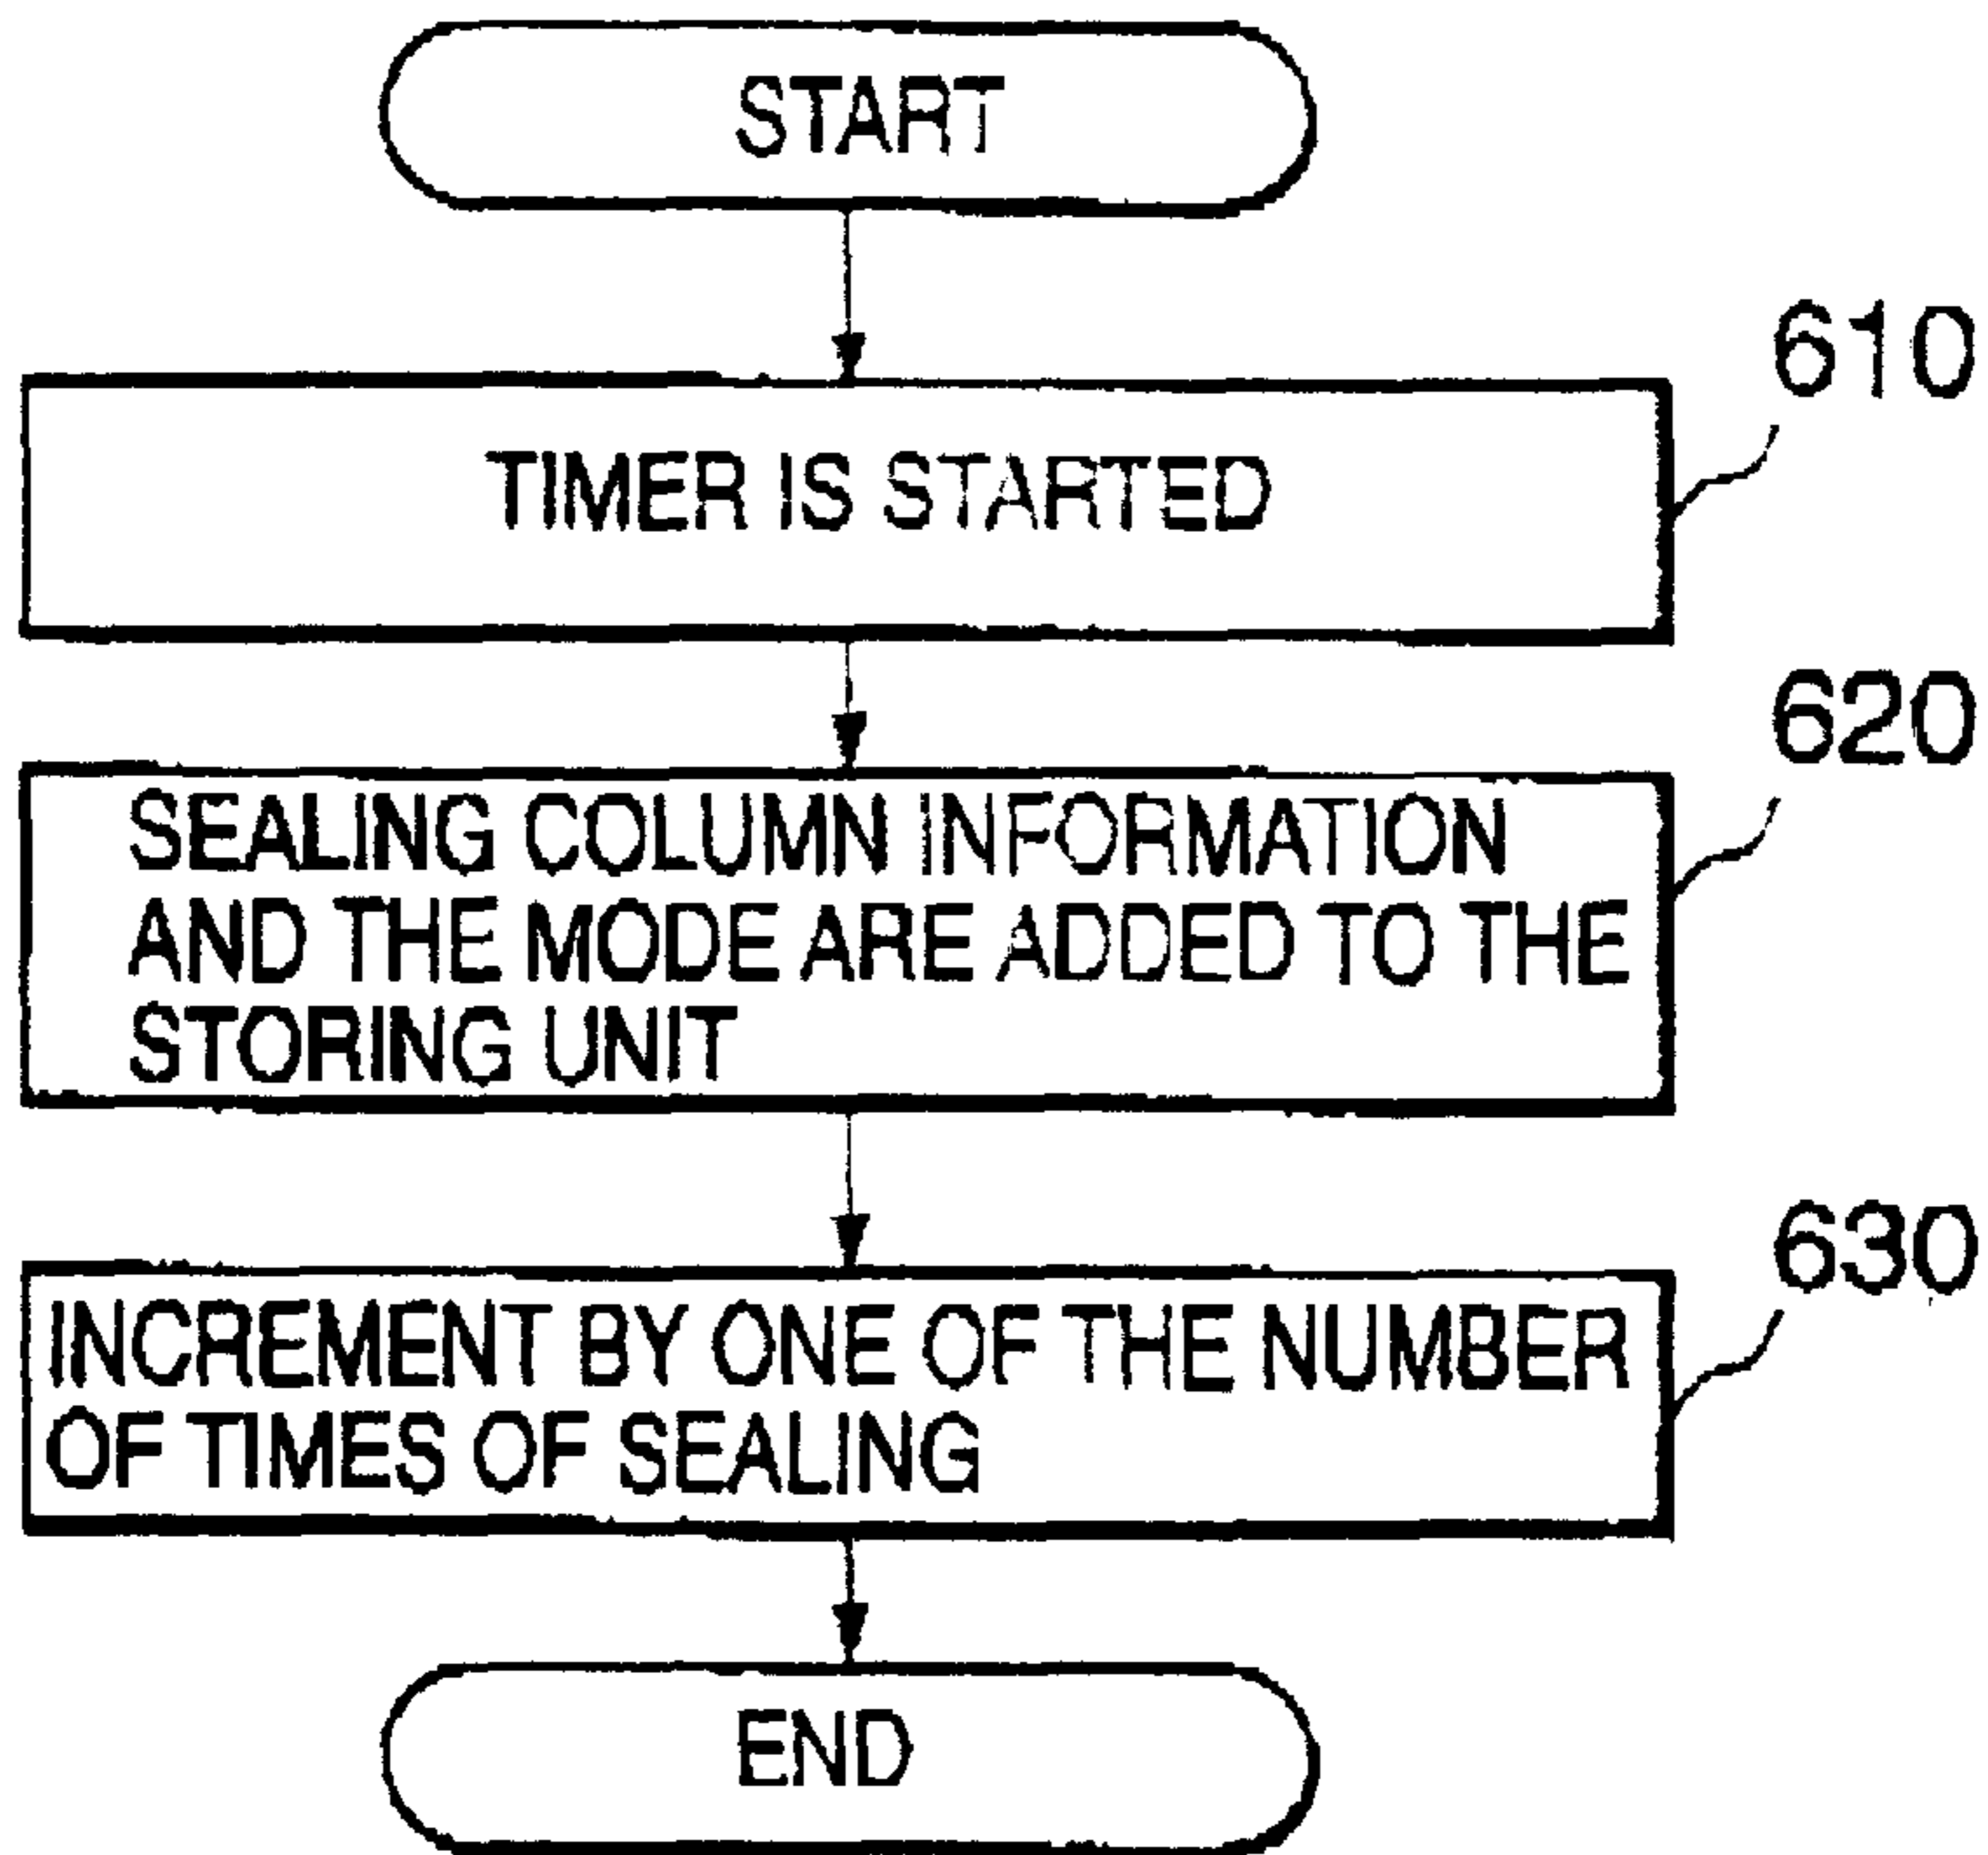 START
610
TIMER IS STARTED
620
SEALING COLUMN INFORMATION
AND THE MODE ARE ADDED TO THE
STORING UNIT
630
INCREMENT BY ONE OF THE NUMBER
OF TIMES OF SEALING
END